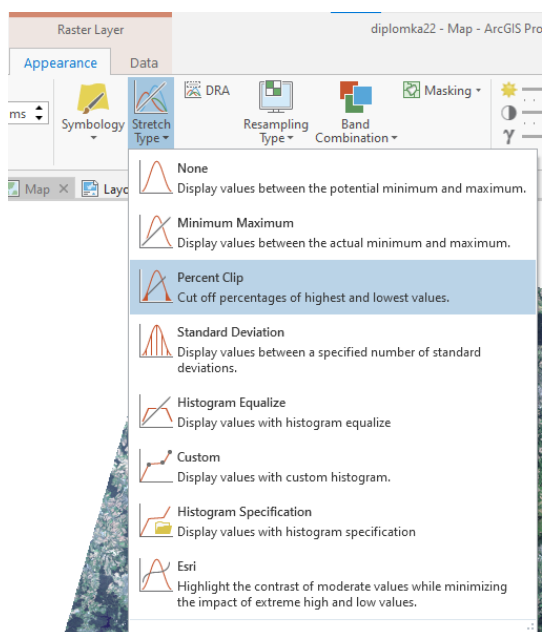 Raster Layer
diplomka22 - Map - ArcGIS Pro
Appearance
Data
ms
Symbology
Stretch
Type
DRA
Resampling
Type
Band
Combination
Masking
γ
Map
Layo
None
Display values between the potential minimum and maximum.
Minimum Maximum
Display values between the actual minimum and maximum.
Percent Clip
Cut off percentages of highest and lowest values.
Standard Deviation
Display values between a specified number of standard
deviations.
Histogram Equalize
Display values with histogram equalize
Custom
Display values with custom histogram.
Histogram Specification
Display values with histogram specification
Esri
Highlight the contrast of moderate values while minimizing
the impact of extreme high and low values.